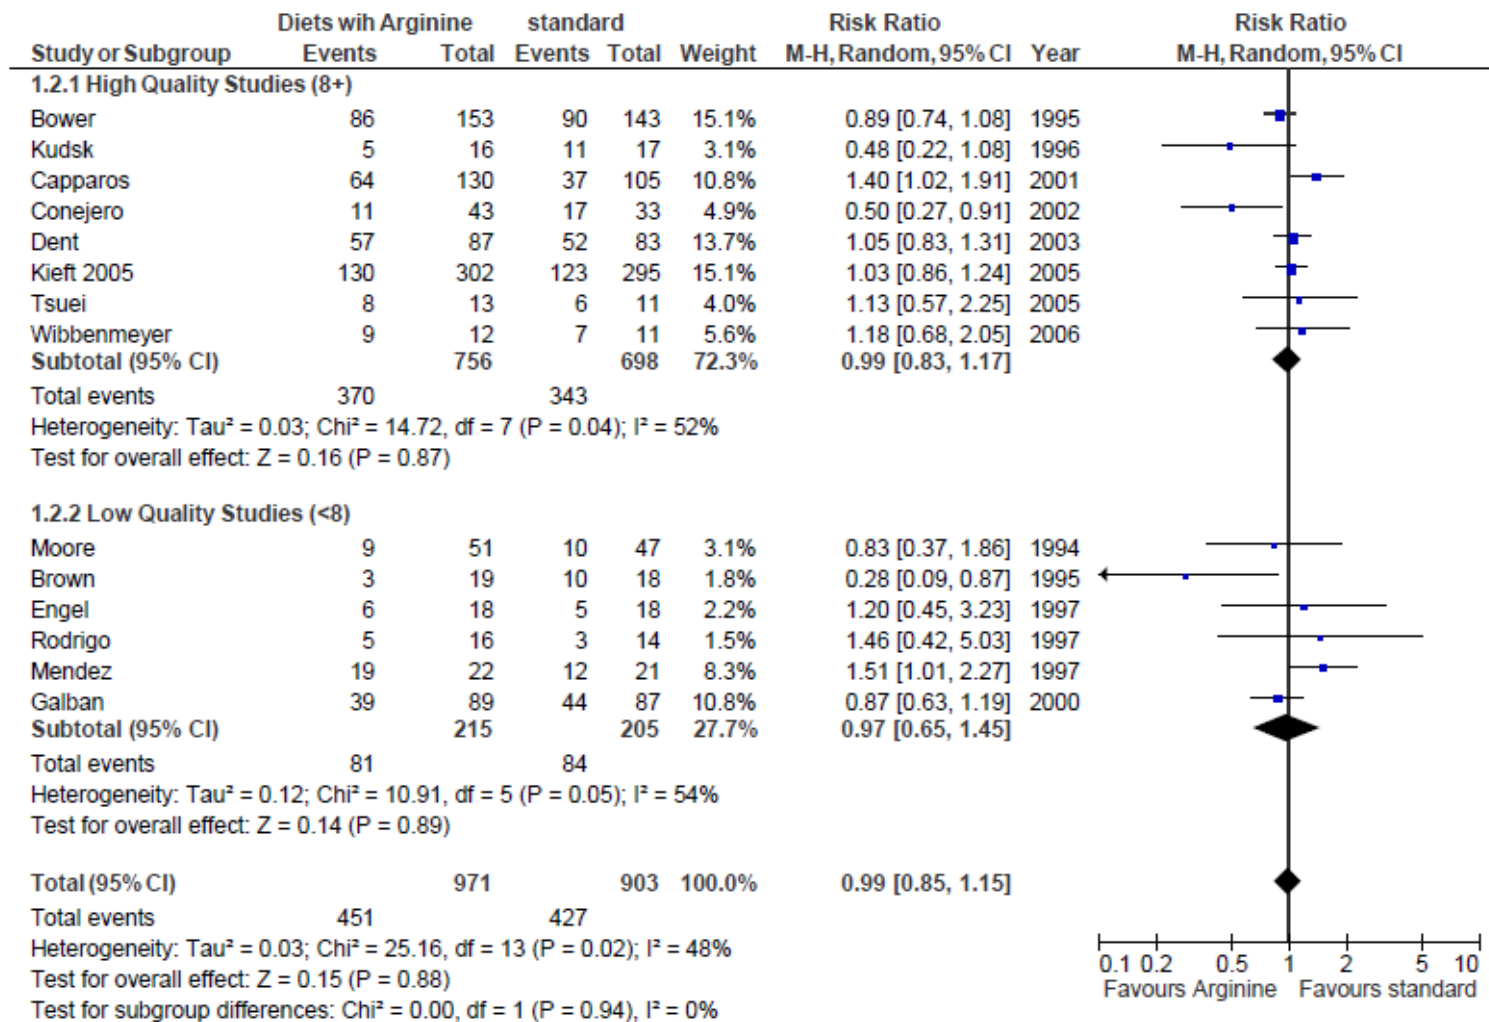 Diets wih Arginine standard Risk Ratio Risk Ratio
Study or Subgroup Events Total Events Total Weight M-H, Random, 95% CI Year M-H, Random, 95% CI
1.2.1 High Quality Studies (8+)
Bower 86 153 90 143 15.1% 0.89 [0.74, 1.08] 1995
Kudsk 5 16 11 17 3.1% 0.48 [0.22, 1.08] 1996
Capparos 64 130 37 105 10.8% 1.40 [1.02, 1.91] 2001
Conejero 11 43 17 33 4.9% 0.50 [0.27, 0.91] 2002
Dent 57 87 52 83 13.7% 1.05 [0.83, 1.31] 2003
Kieft 2005 130 302 123 295 15.1% 1.03 [0.86, 1.24] 2005
Tsuei 8 13 6 11 4.0% 1.13 [0.57, 2.25] 2005
Wibbenmeyer 9 12 7 11 5.6% 1.18 [0.68, 2.05] 2006
Subtotal (95% CI) 756 698 72.3% 0.99 [0.83, 1.17]
Total events 370 343
Heterogeneity: Tau² = 0.03; Chi² = 14.72, df = 7 (P = 0.04); I² = 52%
Test for overall effect: Z = 0.16 (P = 0.87)
1.2.2 Low Quality Studies (<8)
Moore 9 51 10 47 3.1% 0.83 [0.37, 1.86] 1994
Brown 3 19 10 18 1.8% 0.28 [0.09, 0.87] 1995
Engel 6 18 5 18 2.2% 1.20 [0.45, 3.23] 1997
Rodrigo 5 16 3 14 1.5% 1.46 [0.42, 5.03] 1997
Mendez 19 22 12 21 8.3% 1.51 [1.01, 2.27] 1997
Galban 39 89 44 87 10.8% 0.87 [0.63, 1.19] 2000
Subtotal (95% CI) 215 205 27.7% 0.97 [0.65, 1.45]
Total events 81 84
Heterogeneity: Tau² = 0.12; Chi² = 10.91, df = 5 (P = 0.05); I² = 54%
Test for overall effect: Z = 0.14 (P = 0.89)
Total (95% CI) 971 903 100.0% 0.99 [0.85, 1.15]
Total events 451 427
Heterogeneity: Tau² = 0.03; Chi² = 25.16, df = 13 (P = 0.02); I² = 48%
Test for overall effect: Z = 0.15 (P = 0.88)
Test for subgroup differences: Chi² = 0.00, df = 1 (P = 0.94), I² = 0%
0.1 0.2 0.5 1 2 5 10
Favours Arginine Favours standard